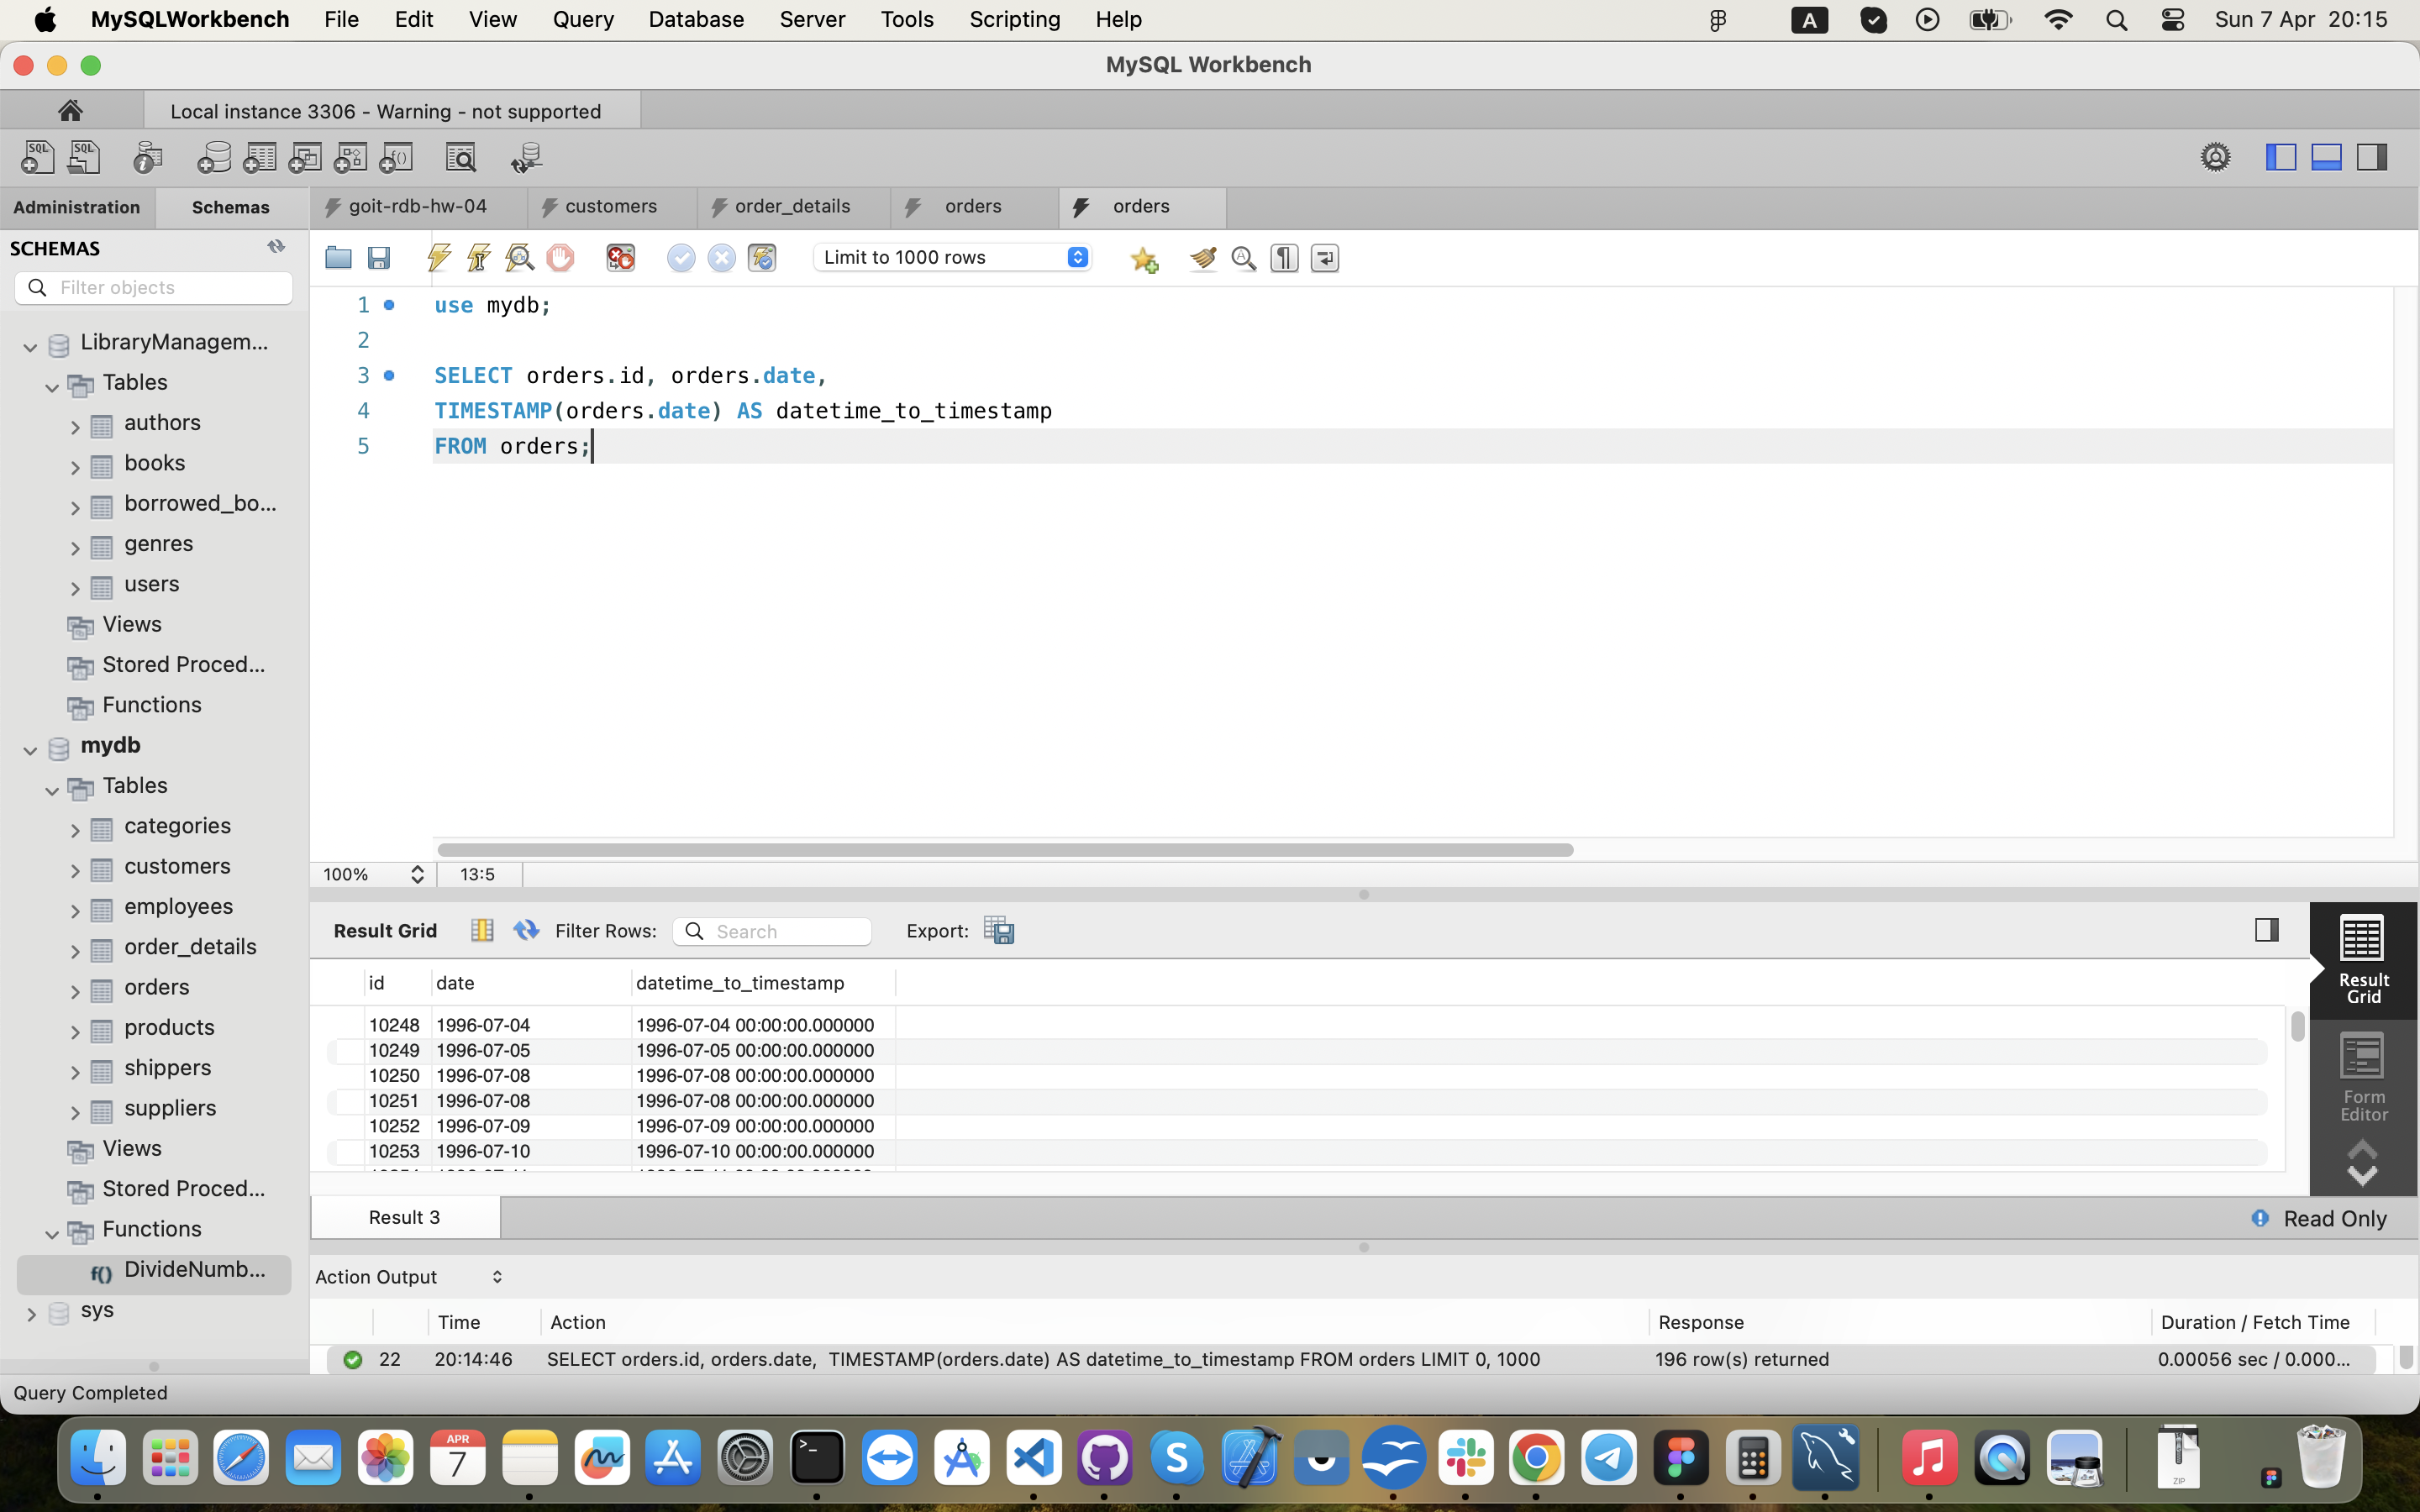 MySQLWorkbench File Edit View Query Database Server Tools Scripting Help A Sun 7 Apr 20:15
MySQL Workbench
Local instance 3306 - Warning - not supported
Administration Schemas goit-rdb-hw-04 customers order_details orders orders
SCHEMAS
Filter objects
Limit to 1000 rows
LibraryManagem...
Tables
authors
books
borrowed_bo...
genres
users
Views
Stored Proced...
Functions
mydb
Tables
categories
customers
employees
order_details
orders
products
shippers
suppliers
Views
Stored Proced...
Functions
f() DivideNumb...
sys
1 use mydb;
2
3 SELECT orders.id, orders.date,
4 TIMESTAMP(orders.date) AS datetime_to_timestamp
5 FROM orders;
100% 13:5
Result Grid Filter Rows: Search Export:
id date datetime_to_timestamp
10248 1996-07-04 1996-07-04 00:00:00.000000
10249 1996-07-05 1996-07-05 00:00:00.000000
10250 1996-07-08 1996-07-08 00:00:00.000000
10251 1996-07-08 1996-07-08 00:00:00.000000
10252 1996-07-09 1996-07-09 00:00:00.000000
10253 1996-07-10 1996-07-10 00:00:00.000000
Result
Grid
Form
Editor
Result 3 Read Only
Action Output
Time Action Response Duration / Fetch Time
22 20:14:46 SELECT orders.id, orders.date, TIMESTAMP(orders.date) AS datetime_to_timestamp FROM orders LIMIT 0, 1000 196 row(s) returned 0.00056 sec / 0.000...
Query Completed
APR
7
ZIP